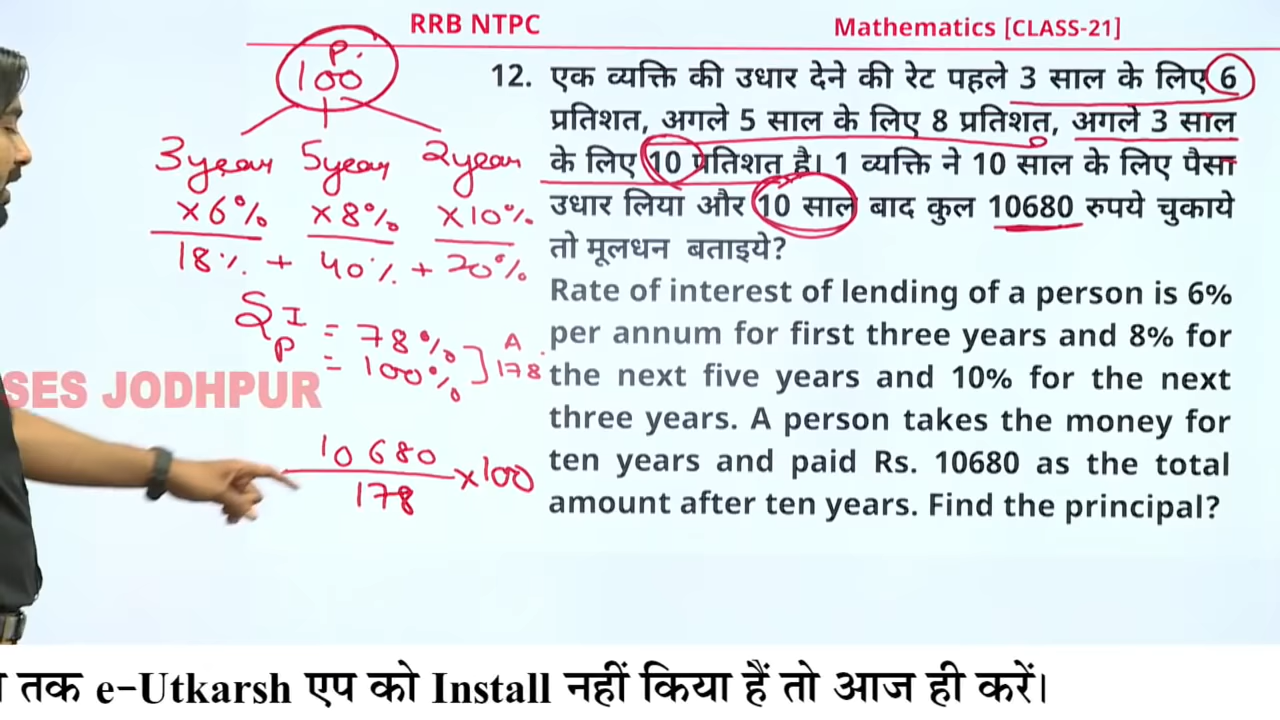 RRB NTPC
Mathematics [CLASS-21]
12. एक व्यक्ति की उधार देने की रेट पहले 3 साल के लिए 6
प्रतिशत, अगले 5 साल के लिए 8 प्रतिशत, अगले 3 साल
के लिए 10 प्रतिशत है। 1 व्यक्ति ने 10 साल के लिए पैसा
उधार लिया और 10 साल बाद कुल 10680 रुपये चुकाये
तो मूलधन बताइये?
Rate of interest of lending of a person is 6%
per annum for first three years and 8% for
the next five years and 10% for the next
three years. A person takes the money for
ten years and paid Rs. 10680 as the total
amount after ten years. Find the principal?
P.
100
3year 5year 2year
×6% ×8% ×10%
18% + 40% + 20%
SI = 78% A
P = 100% 178
10680
178 ×100
SES JODHPUR
तक e-Utkarsh एप को Install नहीं किया हैं तो आज ही करें।